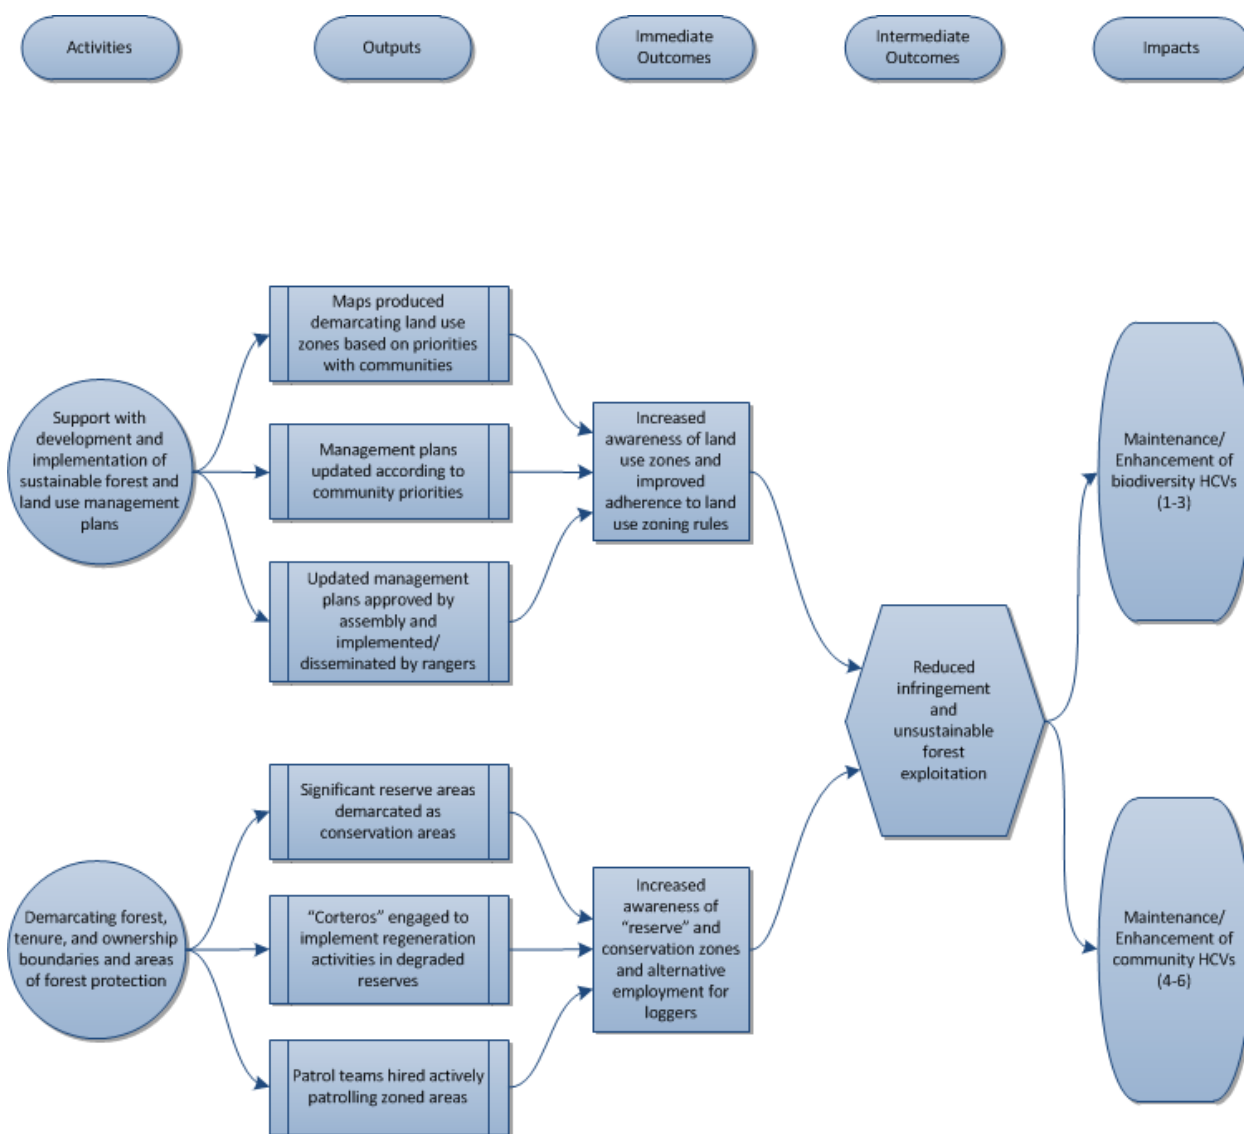 Activities
Outputs
Immediate
Outcomes
Intermediate
Outcomes
Impacts
Maps produced
demarcating land use
zones based on priorities
with communities
Support with
development and
implementation of
sustainable forest and
land use management
plans
Management plans
updated according to
community priorities
Updated management
plans approved by
assembly and
implemented/
disseminated by rangers
Increased
awareness of land
use zones and
improved
adherence to land
use zoning rules
Reduced
infringement
and
unsustainable
forest
exploitation
Maintenance/
Enhancement of
biodiversity HCVs
(1-3)
Significant reserve areas
demarcated as
conservation areas
Demarcating forest,
tenure, and ownership
boundaries and areas
of forest protection
“Corteros” engaged to
implement regeneration
activities in degraded
reserves
Patrol teams hired actively
patrolling zoned areas
Increased
awareness of
“reserve” and
conservation zones
and alternative
employment for
loggers
Maintenance/
Enhancement of
community HCVs
(4-6)